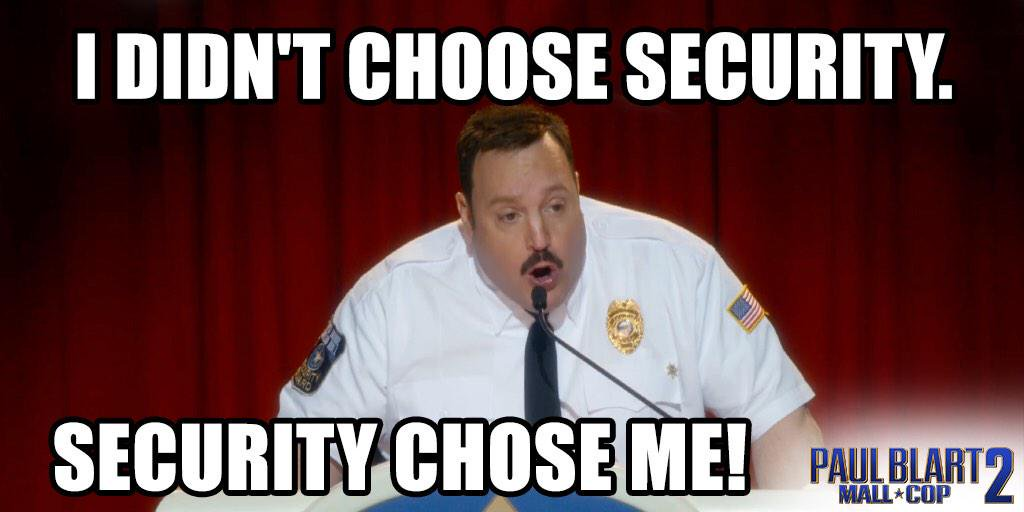 I DIDN'T CHOOSE SECURITY.
SECURITY CHOSE ME!
PAUL BLART 2
MALL★COP